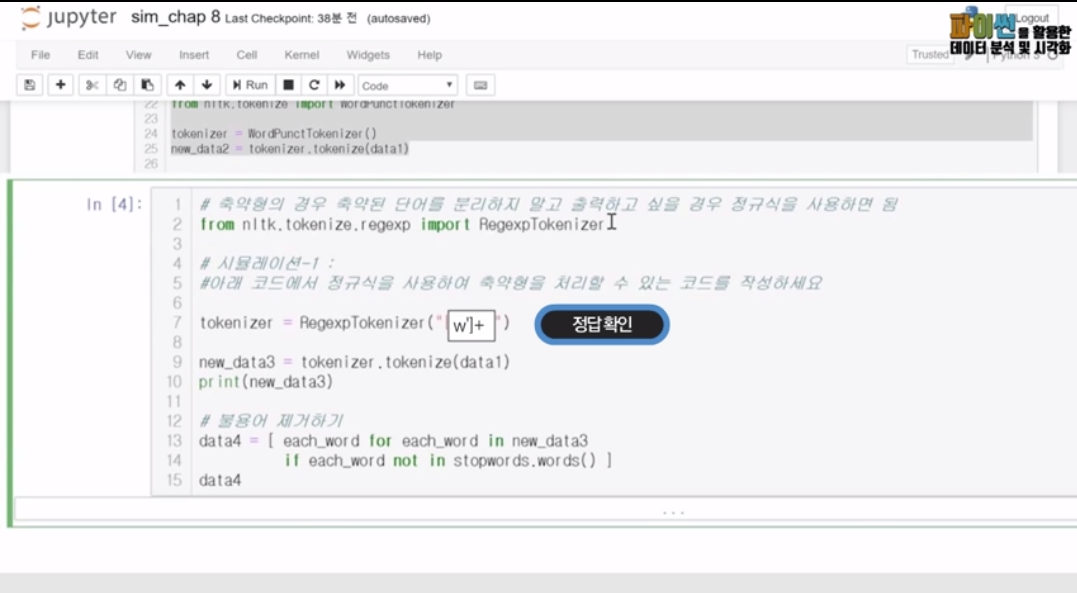 jupyter sim_chap 8 Last Checkpoint: 38분 전 (autosaved)
Logout
파이썬을 활용한
데이터 분석 및 시각화
File Edit View Insert Cell Kernel Widgets Help
Trusted Python 3
Run Code
22 from nltk.tokenize import WordPunctTokenizer
23
24 tokenizer = WordPunctTokenizer()
25 new_data2 = tokenizer.tokenize(data1)
26
In [4]:
1 # 축약형의 경우 축약된 단어를 분리하지 말고 출력하고 싶을 경우 정규식을 사용하면 됨
2 from nltk.tokenize.regexp import RegexpTokenizer
3
4 # 시뮬레이션-1 :
5 #아래 코드에서 정규식을 사용하여 축약형을 처리할 수 있는 코드를 작성하세요
6
7 tokenizer = RegexpTokenizer(" w']+ ") 정답 확인
8
9 new_data3 = tokenizer.tokenize(data1)
10 print(new_data3)
11
12 # 불용어 제거하기
13 data4 = [ each_word for each_word in new_data3
14 if each_word not in stopwords.words() ]
15 data4
...